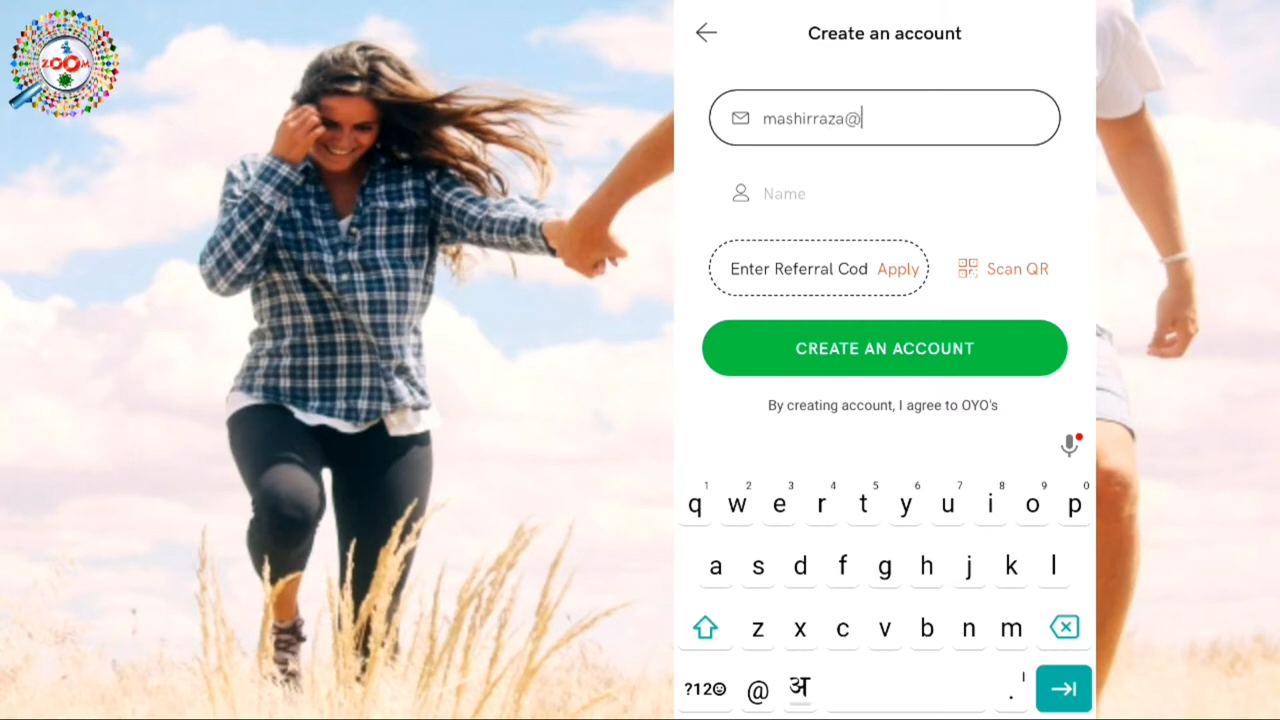 ZOOM
Create an account
mashirraza@
Name
Enter Referral Cod Apply
Scan QR
CREATE AN ACCOUNT
By creating account, I agree to OYO's
1 2 3 4 5 6 7 8 9 0
q w e r t y u i o p
a s d f g h j k l
z x c v b n m
?12 @ अ .